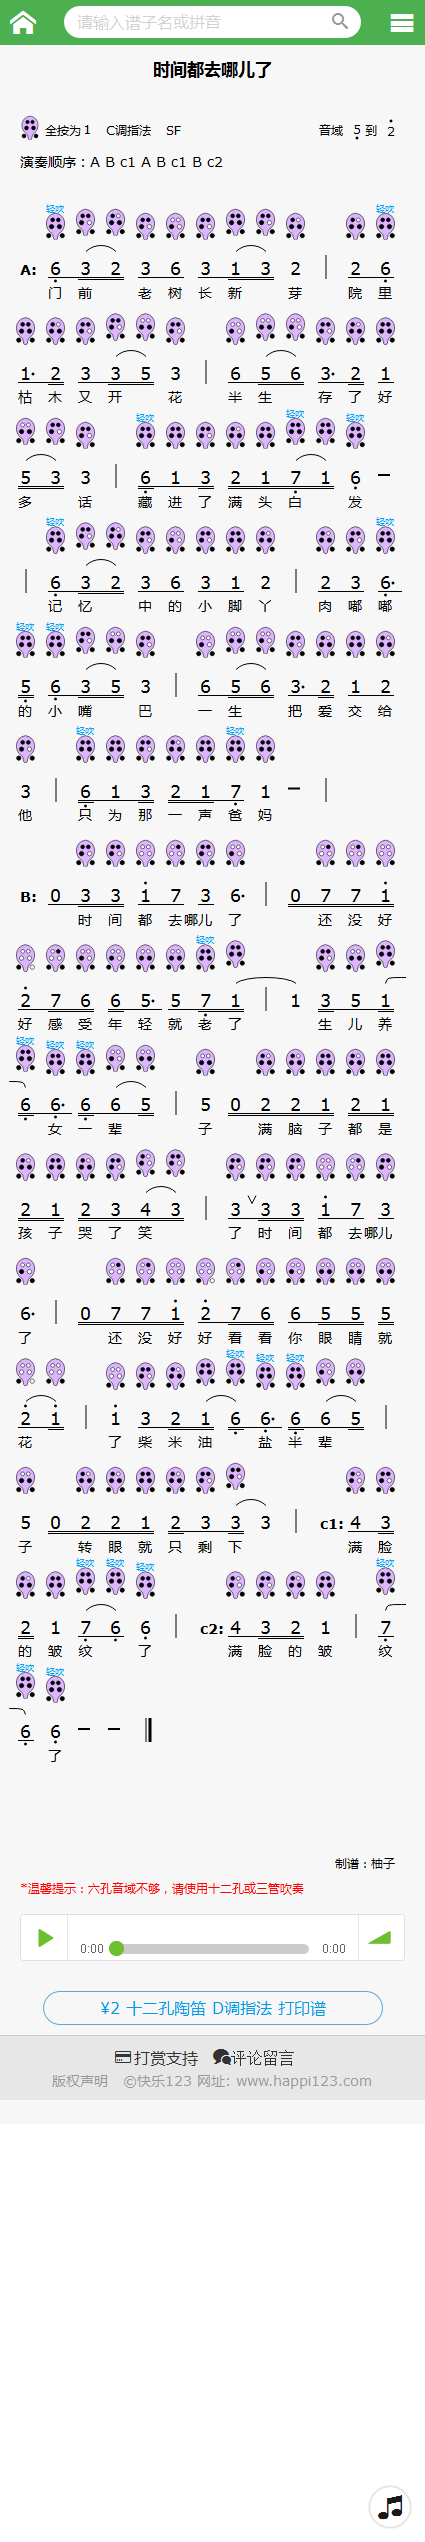 请输入谱子名或拼音
时间都去哪儿了
全按为1 C调指法 SF 音域 5 到 2
演奏顺序：A B c1 A B c1 B c2
轻吹 轻吹
A: 6 3 2 3 6 3 1 3 2 | 2 6
门 前 老 树 长 新 芽 院 里
1· 2 3 3 5 3 | 6 5 6 3· 2 1
枯 木 又 开 花 半 生 存 了 好
轻吹 轻吹 轻吹
5 3 3 | 6 1 3 2 1 7 1 6 —
多 话 藏 进 了 满 头 白 发
轻吹 轻吹
| 6 3 2 3 6 3 1 2 | 2 3 6·
记 忆 中 的 小 脚 丫 肉 嘟 嘟
轻吹 轻吹
5 6 3 5 3 | 6 5 6 3· 2 1 2
的 小 嘴 巴 一 生 把 爱 交 给
轻吹 轻吹
3 | 6 1 3 2 1 7 1 — |
他 只 为 那 一 声 爸 妈
B: 0 3 3 1 7 3 6· | 0 7 7 1
时 间 都 去 哪儿 了 还 没 好
轻吹
2 7 6 6 5· 5 7 1 | 1 3 5 1
好 感 受 年 轻 就 老 了 生 儿 养
轻吹 轻吹 轻吹
6 6· 6 6 5 | 5 0 2 2 1 2 1
女 一 辈 子 满 脑 子 都 是
2 1 2 3 4 3 | 3 ∨ 3 3 1 7 3
孩 子 哭 了 笑 了 时 间 都 去 哪儿
6· | 0 7 7 1 2 7 6 6 5 5 5
了 还 没 好 好 看 看 你 眼 睛 就
轻吹 轻吹 轻吹
2 1 | 1 3 2 1 6 6· 6 6 5 |
花 了 柴 米 油 盐 半 辈
5 0 2 2 1 2 3 3 3 | c1: 4 3
子 转 眼 就 只 剩 下 满 脸
轻吹 轻吹 轻吹 轻吹
2 1 7 6 6 | c2: 4 3 2 1 | 7
的 皱 纹 了 满 脸 的 皱 纹
轻吹 轻吹
6 6 — — ‖
了
制谱：柚子
*温馨提示：六孔音域不够，请使用十二孔或三管吹奏
0:00 0:00
¥2 十二孔陶笛 D调指法 打印谱
打赏支持 评论留言
版权声明 ©快乐123 网址: www.happi123.com